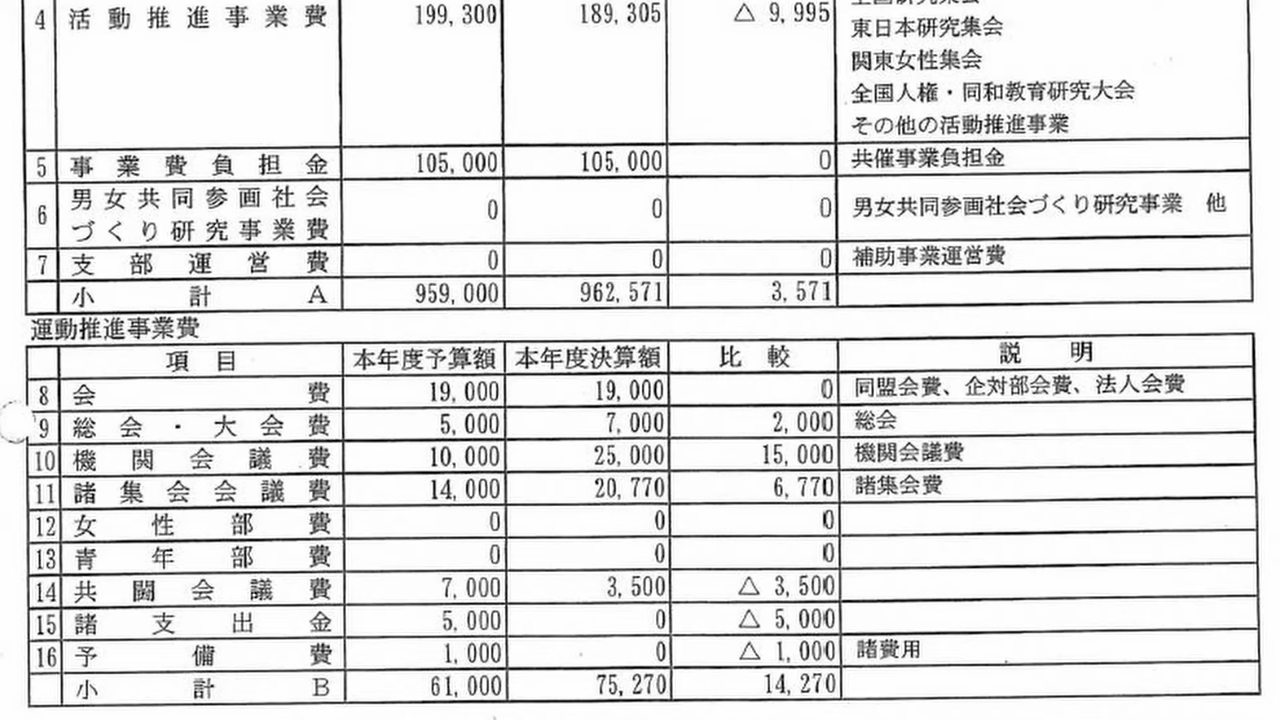 4 活動推進事業費 199,300 189,305 △ 9,995
東日本研究集会
関東女性集会
全国人権・同和教育研究大会
その他の活動推進事業
5 事業費負担金 105,000 105,000 0 共催事業負担金
6 男女共同参画社会
づくり研究事業費 0 0 0 男女共同参画社会づくり研究事業 他
7 支部運営費 0 0 0 補助事業運営費
小計A 959,000 962,571 3,571
運動推進事業費
項目 本年度予算額 本年度決算額 比較 説明
8 会費 19,000 19,000 0 同盟会費、企対部会費、法人会費
9 総会・大会費 5,000 7,000 2,000 総会
10 機関会議費 10,000 25,000 15,000 機関会議費
11 諸集会会議費 14,000 20,770 6,770 諸集会費
12 女性部費 0 0 0
13 青年部費 0 0 0
14 共闘会議費 7,000 3,500 △ 3,500
15 諸支出金 5,000 0 △ 5,000
16 予備費 1,000 0 △ 1,000 諸費用
小計B 61,000 75,270 14,270